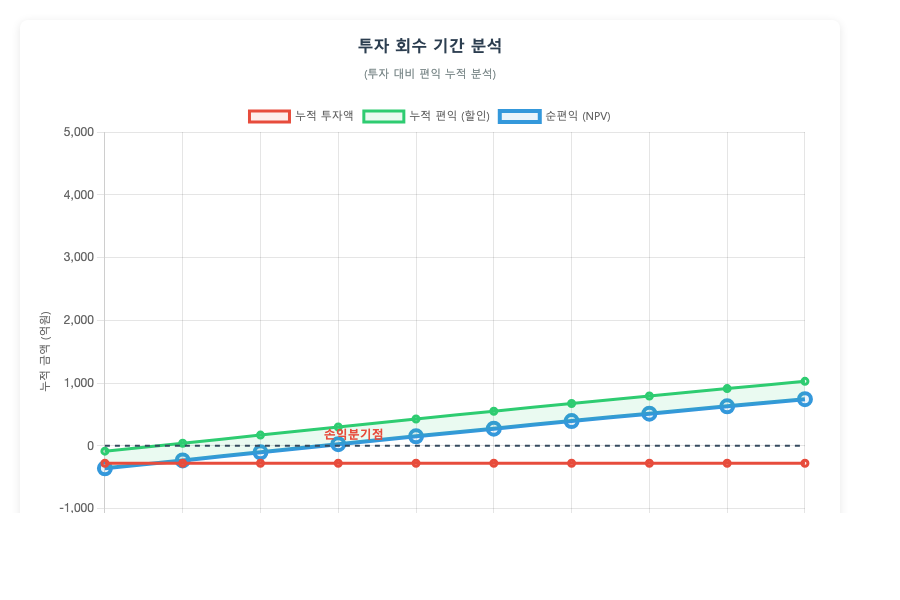 투자 회수 기간 분석
(투자 대비 편익 누적 분석)
누적 투자액 누적 편익 (할인) 순편익 (NPV)
5,000
4,000
3,000
2,000
1,000
0
-1,000
누적 금액 (억원)
손익분기점